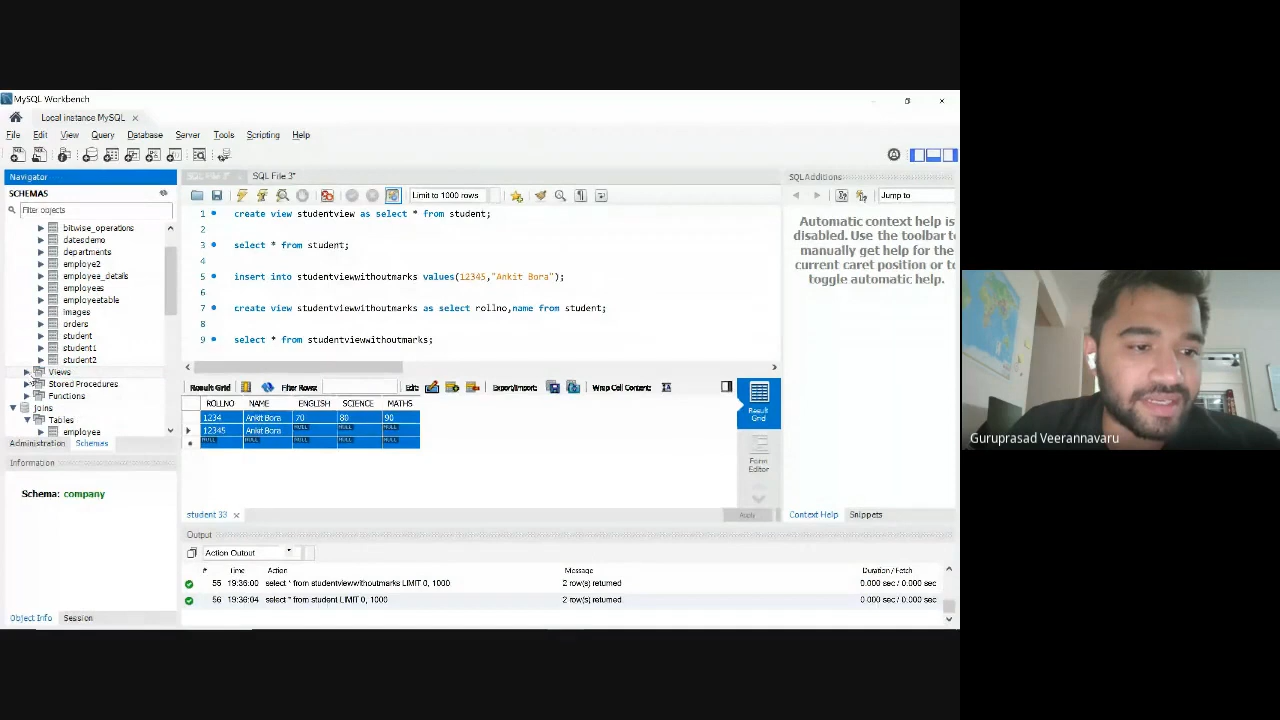 MySQL Workbench
Local instance MySQL
File Edit View Query Database Server Tools Scripting Help
Navigator
SCHEMAS
Filter objects
bitwise_operations
datesdemo
departments
employe2
employee_details
employees
employeetable
images
orders
student
student1
student2
Views
Stored Procedures
Functions
Joins
Tables
employee
Administration Schemas
Information
Schema: company
Object Info Session
SQL File 3*
Limit to 1000 rows
1 create view studentview as select * from student;
2
3 select * from student;
4
5 insert into studentviewwithoutmarks values(12345,"Ankit Bora");
6
7 create view studentviewwithoutmarks as select rollno,name from student;
8
9 select * from studentviewwithoutmarks;
Result Grid Filter Rows: Edit: Export/Import: Wrap Cell Content:
ROLLNO NAME ENGLISH SCIENCE MATHS
1234 Ankit Bora 70 80 90
12345 Ankit Bora NULL NULL NULL
NULL NULL NULL NULL NULL
Result Grid
Form Editor
student 33
Apply
Output
Action Output
# Time Action Message Duration / Fetch
55 19:36:00 select * from studentviewwithoutmarks LIMIT 0, 1000 2 row(s) returned 0.000 sec / 0.000 sec
56 19:36:04 select * from student LIMIT 0, 1000 2 row(s) returned 0.000 sec / 0.000 sec
SQLAdditions
Jump to
Automatic context help is
disabled. Use the toolbar to
manually get help for the
current caret position or to
toggle automatic help.
Context Help Snippets
Guruprasad Veerannavaru